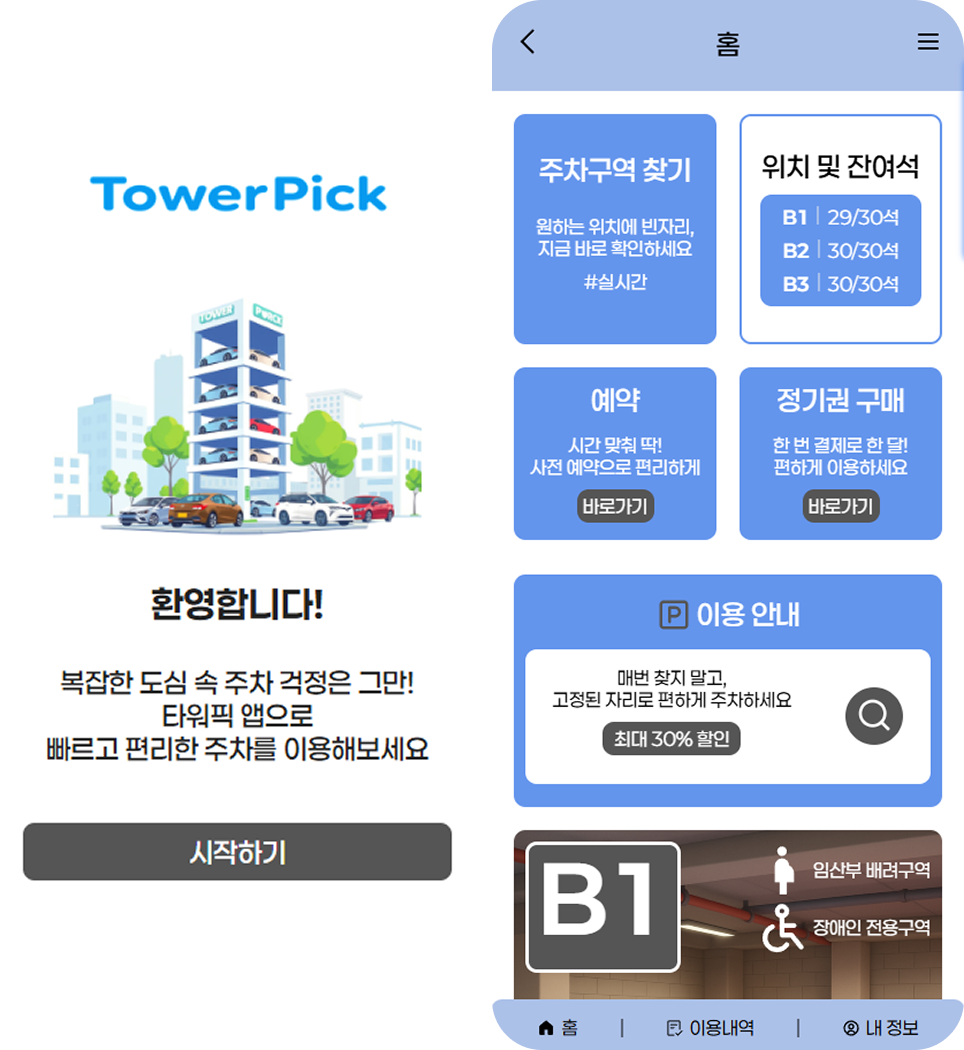 TowerPick
TOWER
환영합니다!
복잡한 도심 속 주차 걱정은 그만!
타워픽 앱으로
빠르고 편리한 주차를 이용해보세요
시작하기
홈
주차구역 찾기
원하는 위치에 빈자리,
지금 바로 확인하세요
#실시간
위치 및 잔여석
B1 | 29/30석
B2 | 30/30석
B3 | 30/30석
예약
시간 맞춰 딱!
사전 예약으로 편리하게
바로가기
정기권 구매
한 번 결제로 한 달!
편하게 이용하세요
바로가기
P 이용 안내
매번 찾지 말고,
고정된 자리로 편하게 주차하세요
최대 30% 할인
B1
임산부 배려구역
장애인 전용구역
홈 | 이용내역 | 내 정보